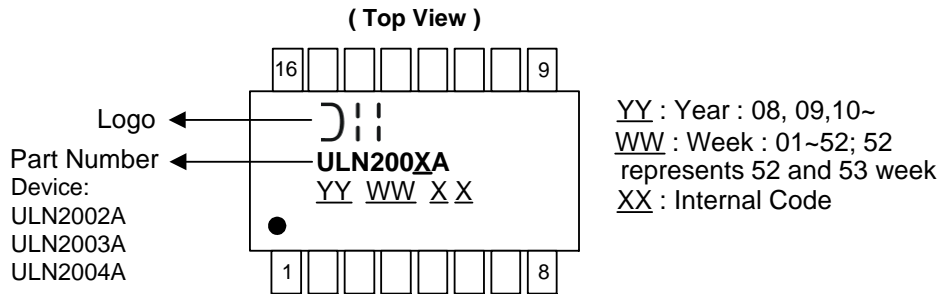 ( Top View )
16 9
Logo
Part Number
Device:
ULN2002A
ULN2003A
ULN2004A
ULN200XA
YY WW X X
1 8
YY : Year : 08, 09,10~
WW : Week : 01~52; 52
represents 52 and 53 week
XX : Internal Code